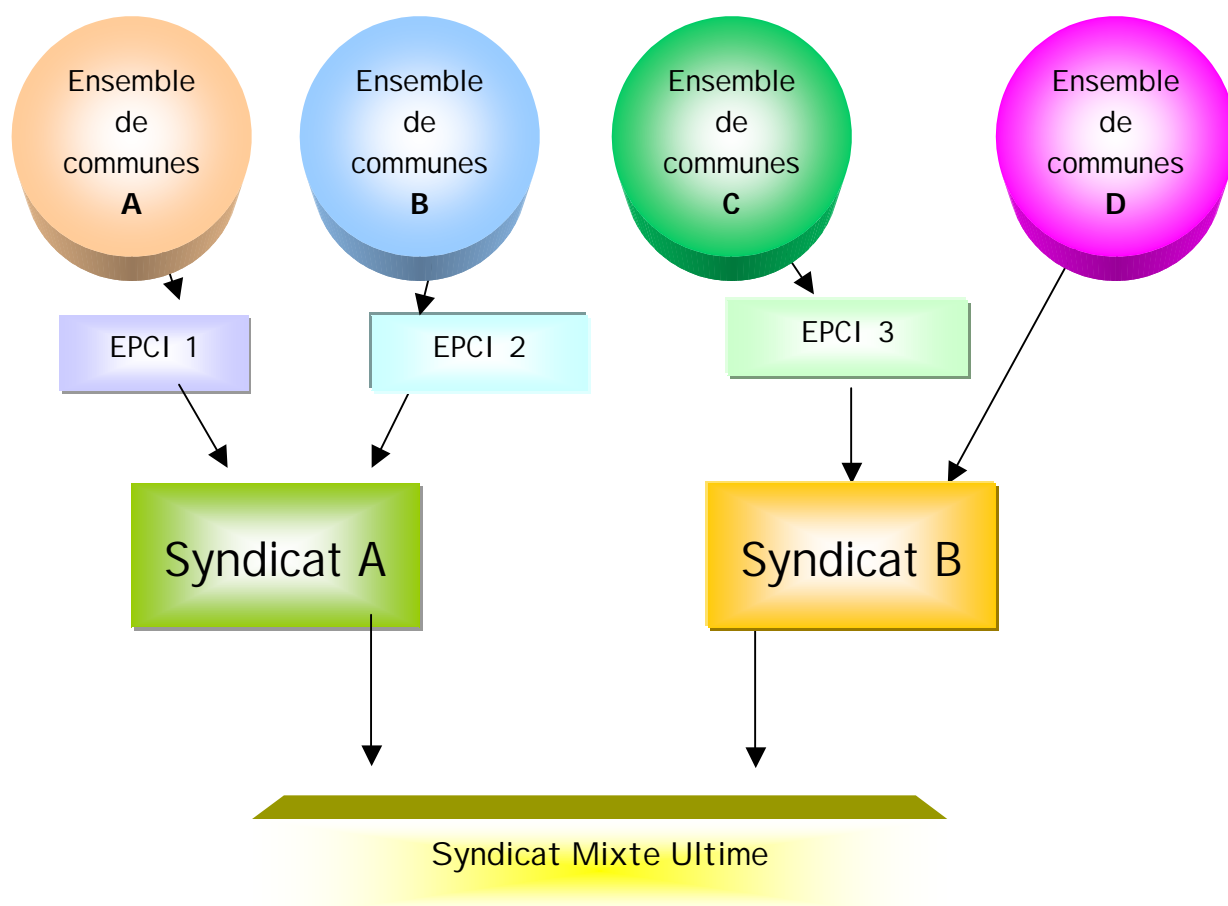 Ensemble
de
communes
A
Ensemble
de
communes
B
Ensemble
de
communes
C
Ensemble
de
communes
D
EPCI 1
EPCI 2
EPCI 3
Syndicat A
Syndicat B
Syndicat Mixte Ultime